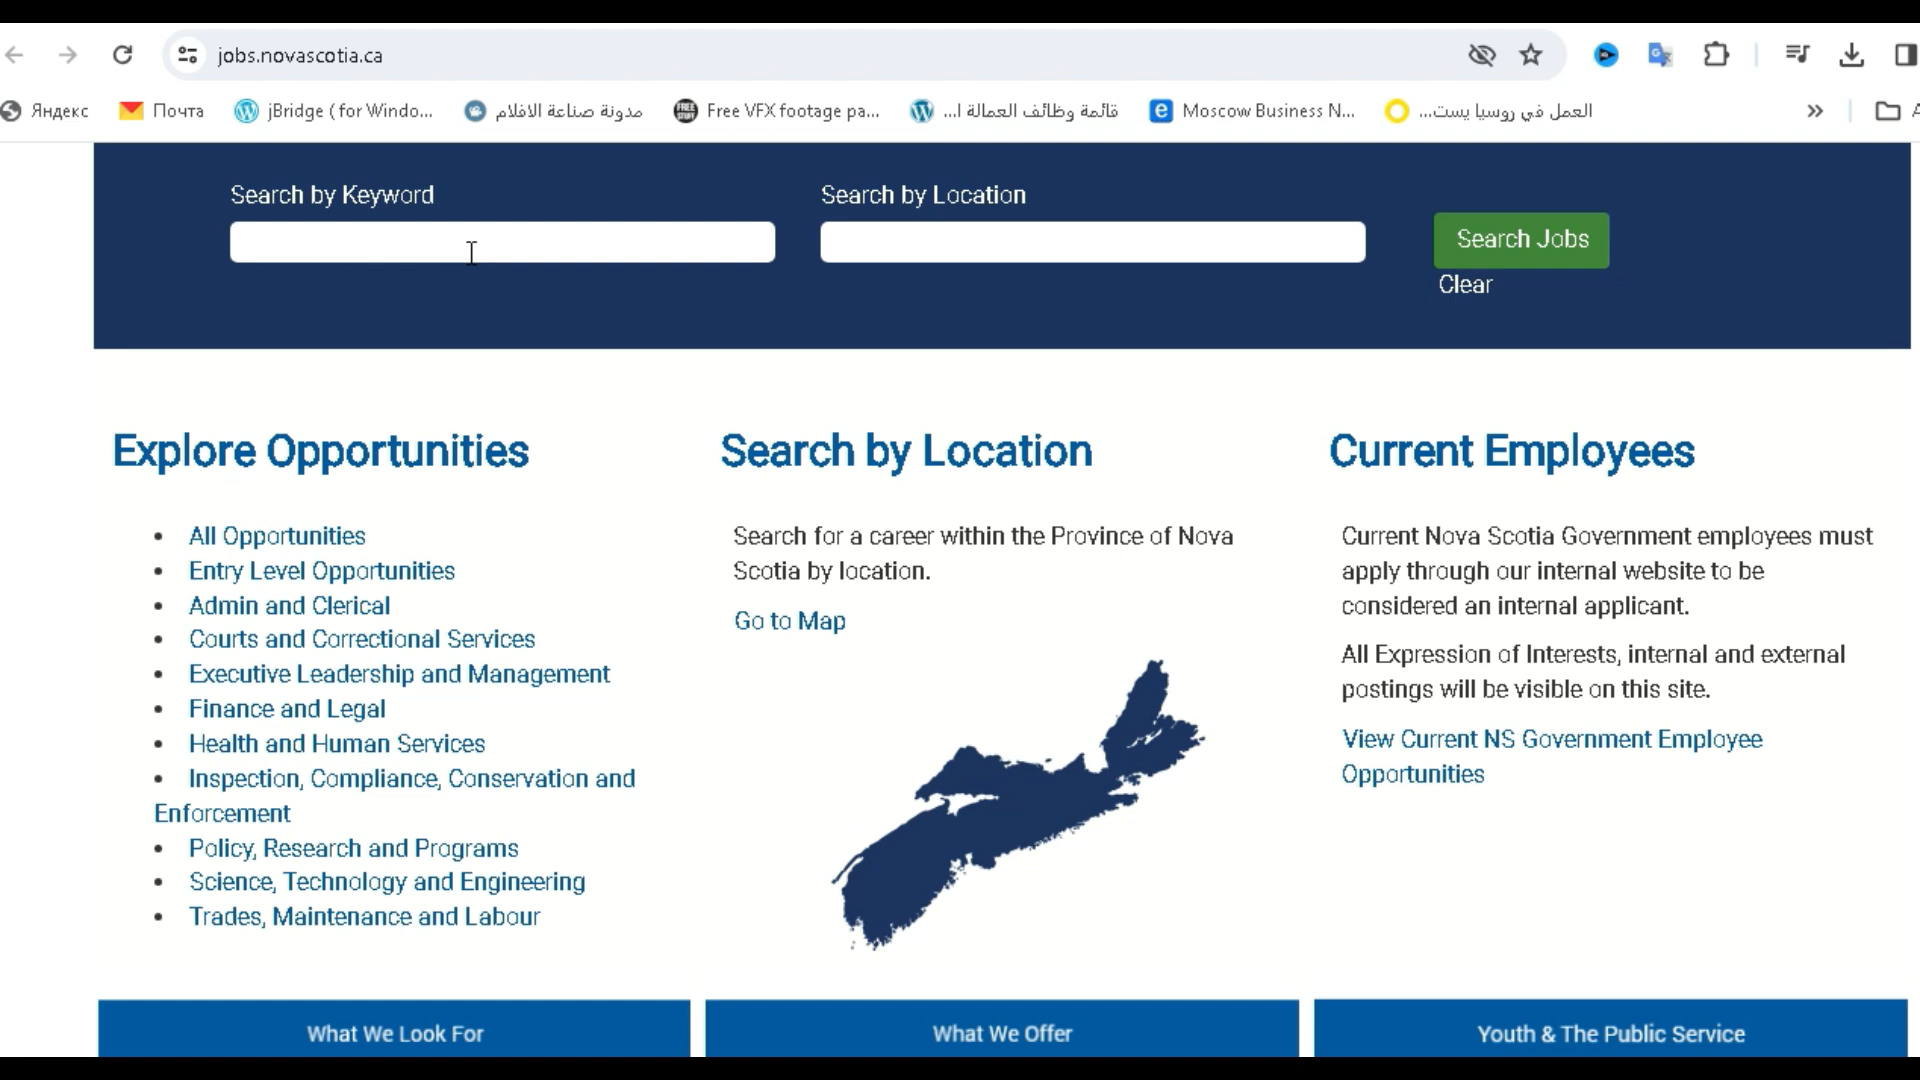 jobs.novascotia.ca
Яндекс
Почта
jBridge ( for Windo...
مدونة صناعة الافلام
Free VFX footage pa...
قائمة وظائف العمالة ا...
Moscow Business N...
العمل في روسيا يست...
Search by Keyword
Search by Location
Search Jobs
Clear
Explore Opportunities
All Opportunities
Entry Level Opportunities
Admin and Clerical
Courts and Correctional Services
Executive Leadership and Management
Finance and Legal
Health and Human Services
Inspection, Compliance, Conservation and
Enforcement
Policy, Research and Programs
Science, Technology and Engineering
Trades, Maintenance and Labour
Search by Location
Search for a career within the Province of Nova
Scotia by location.
Go to Map
Current Employees
Current Nova Scotia Government employees must
apply through our internal website to be
considered an internal applicant.
All Expression of Interests, internal and external
postings will be visible on this site.
View Current NS Government Employee
Opportunities
What We Look For
What We Offer
Youth & The Public Service